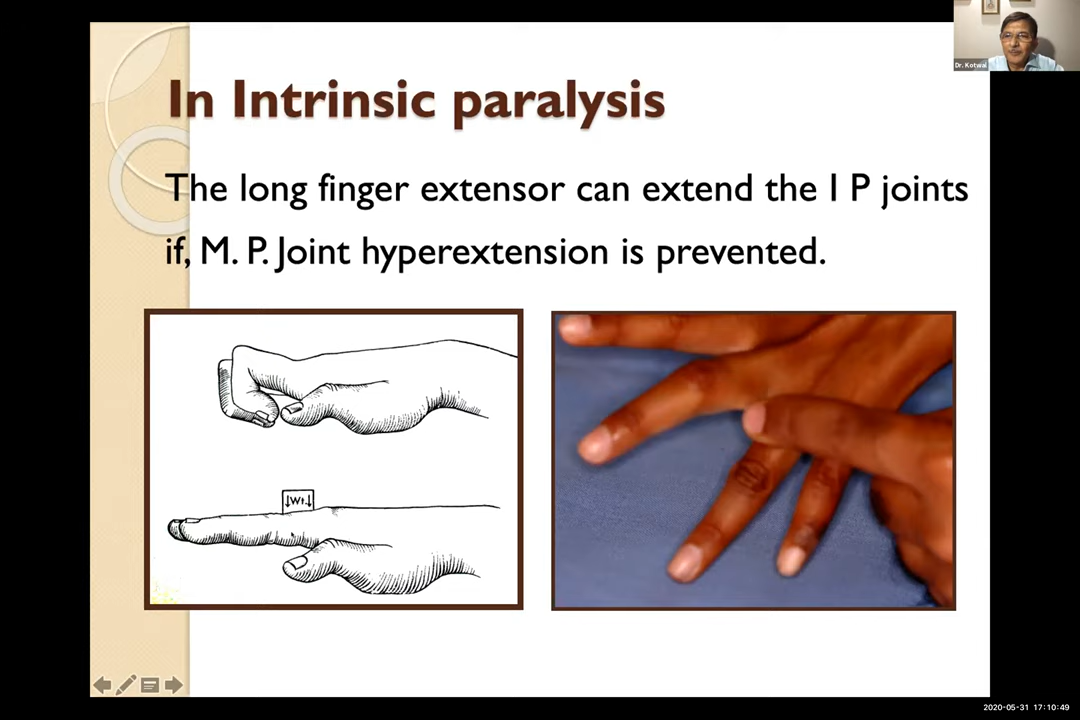 Dr. Kotwal
In Intrinsic paralysis
The long finger extensor can extend the I P joints
if, M. P. Joint hyperextension is prevented.
↓Wt.↓
2020-05-31 17:10:49